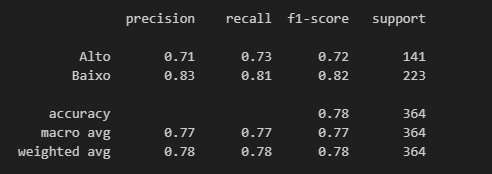 precision recall f1-score support
Alto 0.71 0.73 0.72 141
Baixo 0.83 0.81 0.82 223
accuracy 0.78 364
macro avg 0.77 0.77 0.77 364
weighted avg 0.78 0.78 0.78 364